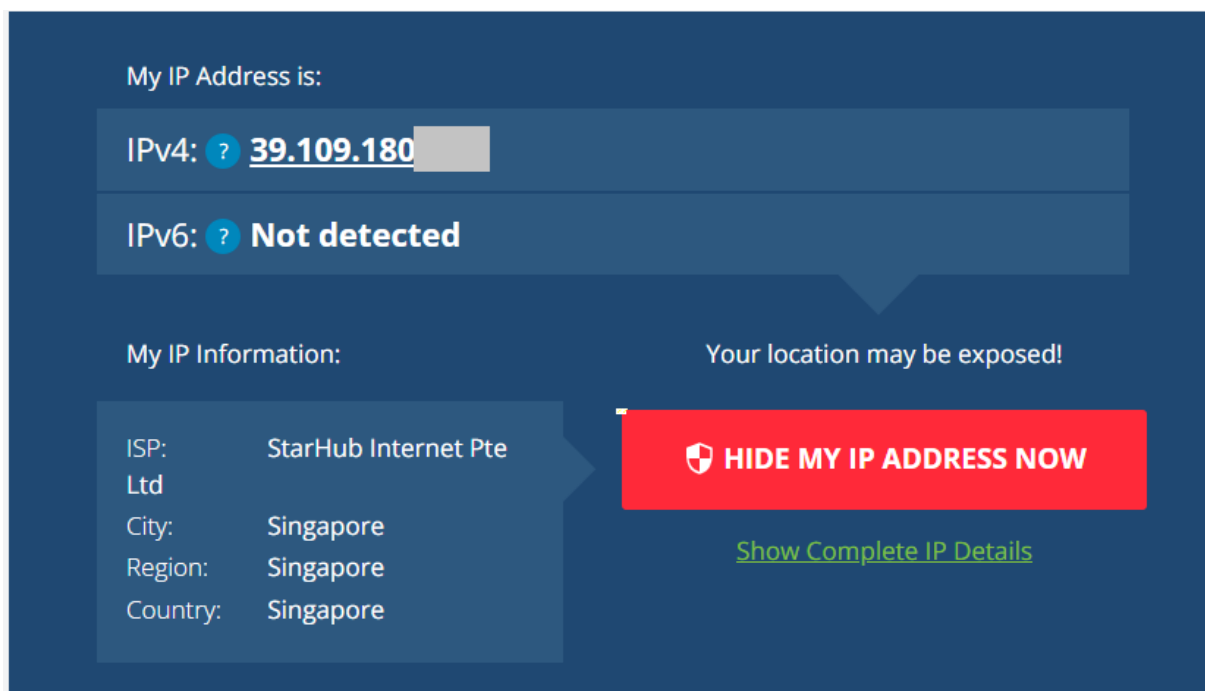 My IP Address is:
IPv4: ? 39.109.180
IPv6: ? Not detected
My IP Information:
Your location may be exposed!
ISP: StarHub Internet Pte
Ltd
City: Singapore
Region: Singapore
Country: Singapore
HIDE MY IP ADDRESS NOW
Show Complete IP Details